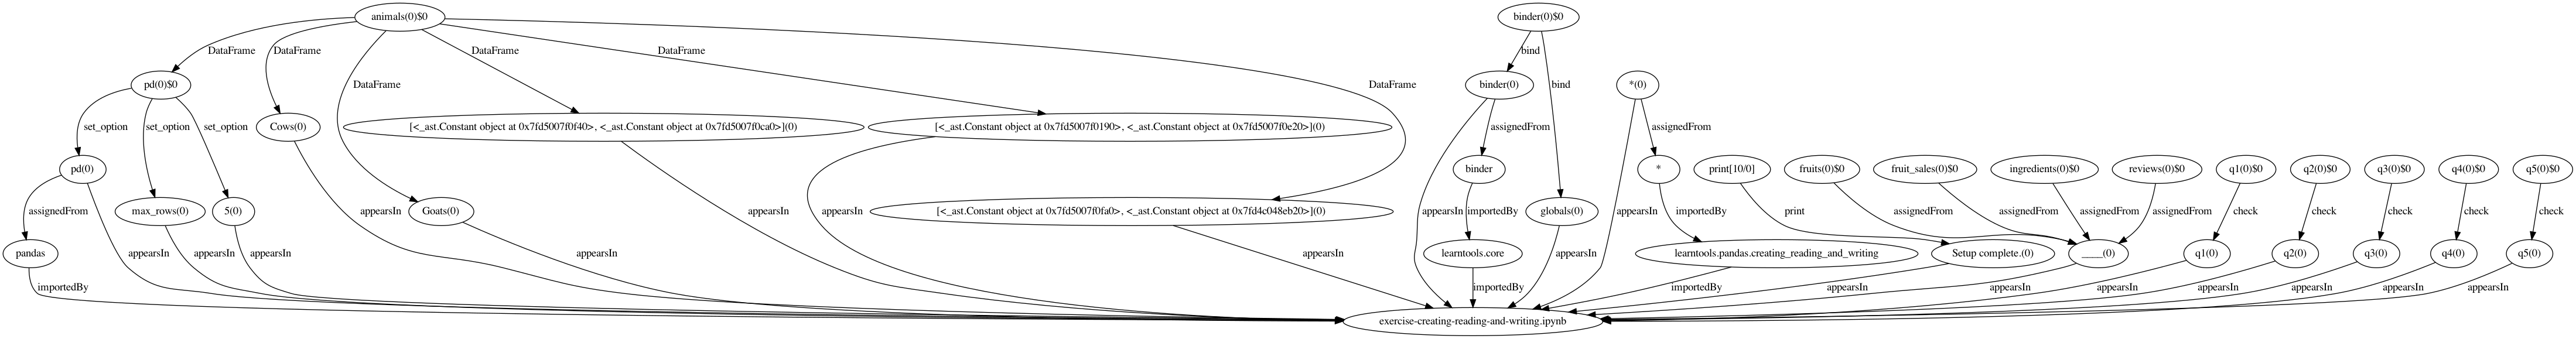 animals(0)$0
binder(0)$0
DataFrame
DataFrame
DataFrame
DataFrame
bind
pd(0)$0
DataFrame
DataFrame
binder(0)
bind
*(0)
set_option
set_option
set_option
Cows(0)
[<_ast.Constant object at 0x7fd5007f0f40>, <_ast.Constant object at 0x7fd5007f0ca0>](0)
[<_ast.Constant object at 0x7fd5007f0190>, <_ast.Constant object at 0x7fd5007f0e20>](0)
assignedFrom
assignedFrom
pd(0)
binder
*
print[10/0]
fruits(0)$0
fruit_sales(0)$0
ingredients(0)$0
reviews(0)$0
q1(0)$0
q2(0)$0
q3(0)$0
q4(0)$0
q5(0)$0
assignedFrom
max_rows(0)
5(0)
appearsIn
Goats(0)
appearsIn
appearsIn
[<_ast.Constant object at 0x7fd5007f0fa0>, <_ast.Constant object at 0x7fd4c048eb20>](0)
appearsIn
importedBy
globals(0)
appearsIn
importedBy
print
assignedFrom
assignedFrom
assignedFrom
assignedFrom
check
check
check
check
check
pandas
appearsIn
appearsIn
appearsIn
appearsIn
appearsIn
learntools.core
appearsIn
learntools.pandas.creating_reading_and_writing
Setup complete.(0)
____(0)
q1(0)
q2(0)
q3(0)
q4(0)
q5(0)
importedBy
importedBy
importedBy
appearsIn
appearsIn
appearsIn
appearsIn
appearsIn
appearsIn
appearsIn
exercise-creating-reading-and-writing.ipynb